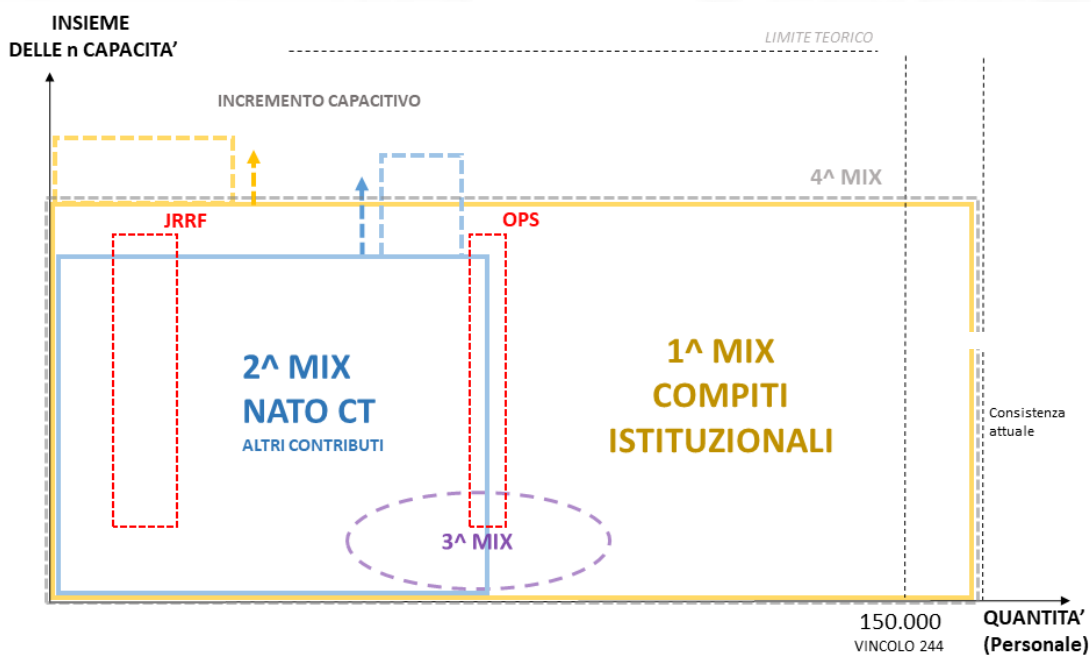 INSIEME
DELLE n CAPACITA'
LIMITE TEORICO
INCREMENTO CAPACITIVO
4^ MIX
JRRF
OPS
2^ MIX
NATO CT
ALTRI CONTRIBUTI
1^ MIX
COMPITI
ISTITUZIONALI
Consistenza
attuale
3^ MIX
150.000
VINCOLO 244
QUANTITA'
(Personale)